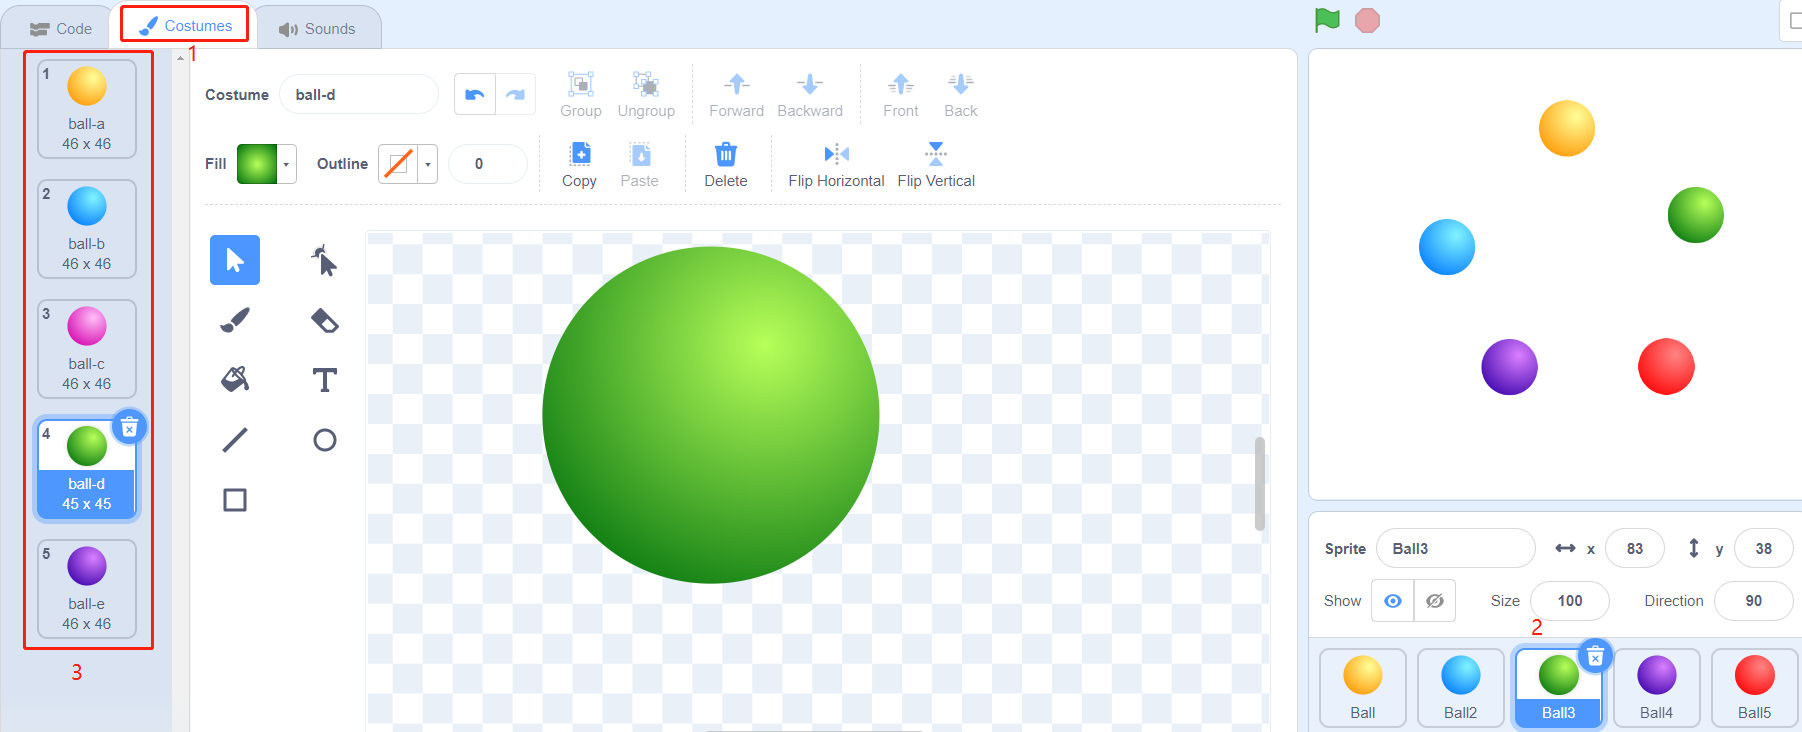 Code
Costumes
Sounds
1
1
ball-a
46 x 46
2
ball-b
46 x 46
3
ball-c
46 x 46
4
ball-d
45 x 45
5
ball-e
46 x 46
3
Costume ball-d
Group Ungroup Forward Backward Front Back
Fill Outline 0
Copy Paste Delete Flip Horizontal Flip Vertical
T
Sprite Ball3 x 83 y 38
Show Size 100 Direction 90
2
Ball Ball2 Ball3 Ball4 Ball5